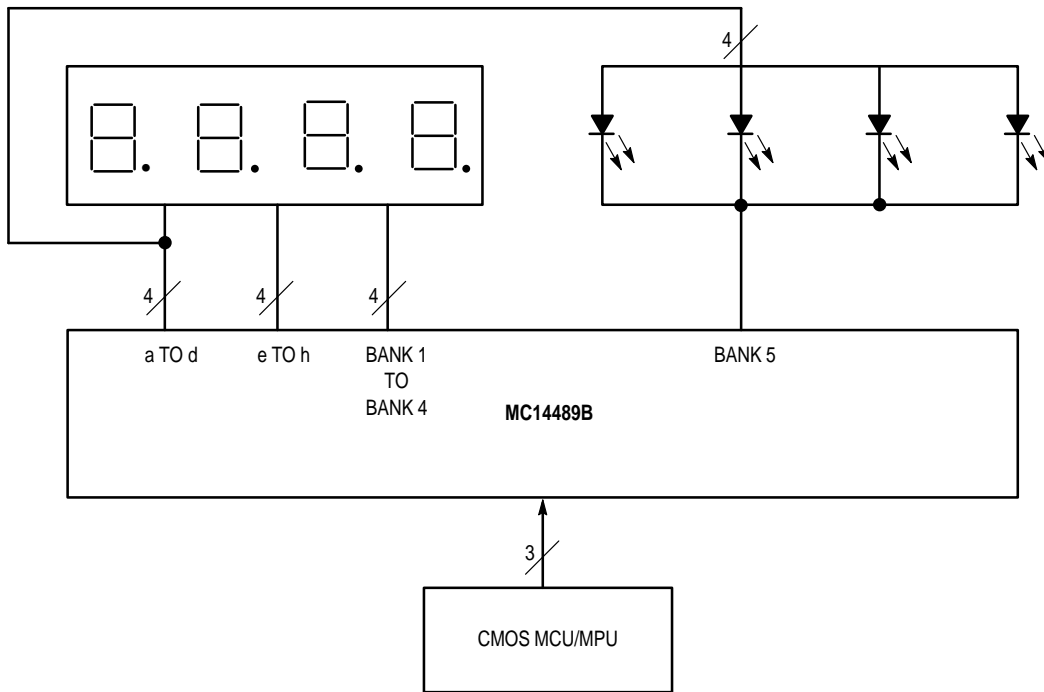 4
4
4
4
a TO d
e TO h
BANK 1
TO
BANK 4
BANK 5
MC14489B
3
CMOS MCU/MPU